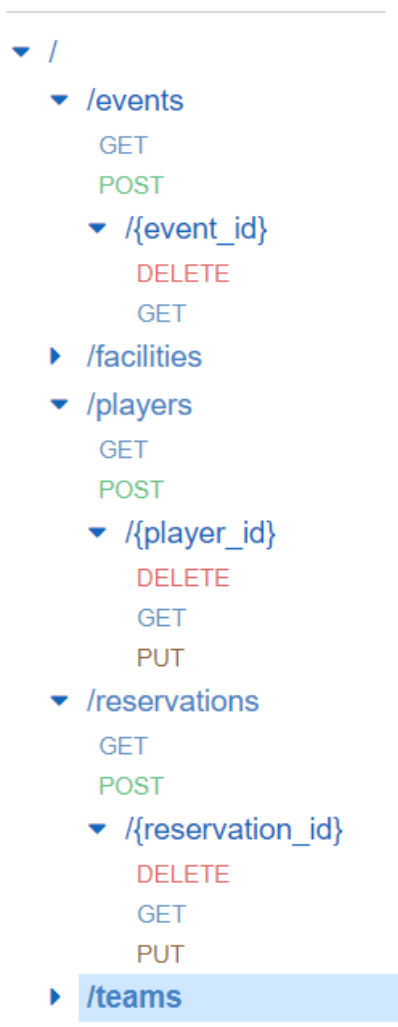 /
/events
GET
POST
/{event_id}
DELETE
GET
/facilities
/players
GET
POST
/{player_id}
DELETE
GET
PUT
/reservations
GET
POST
/{reservation_id}
DELETE
GET
PUT
/teams